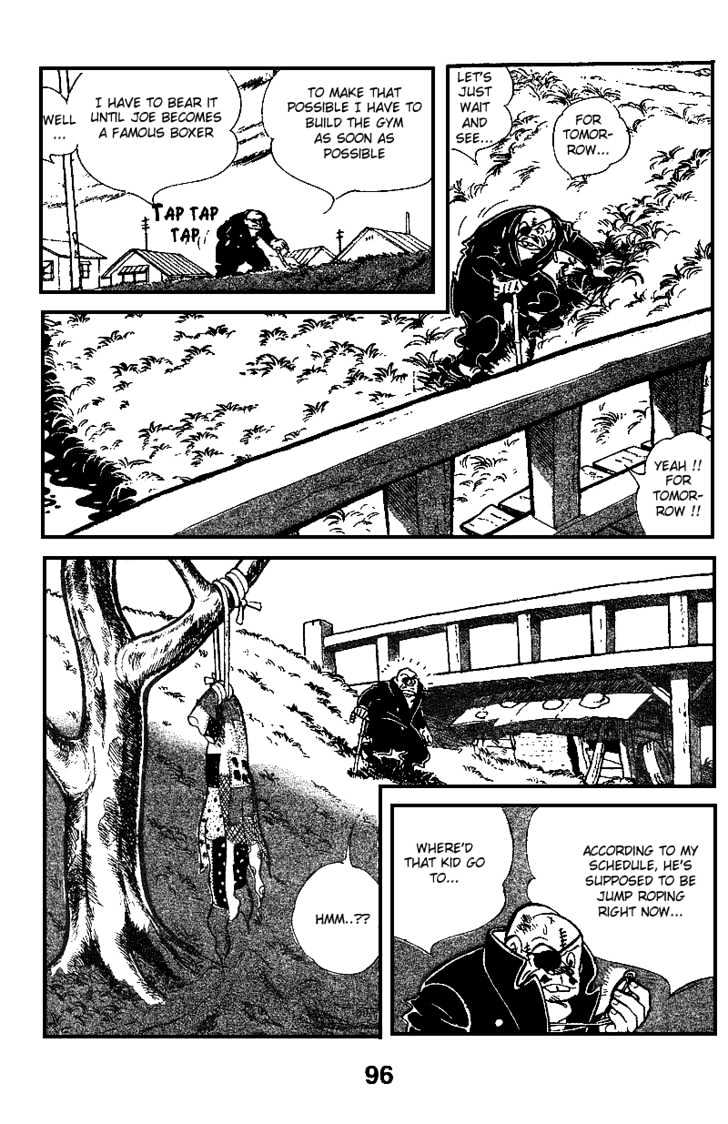 WELL
...
I HAVE TO BEAR IT
UNTIL JOE BECOMES
A FAMOUS BOXER
TO MAKE THAT
POSSIBLE I HAVE TO
BUILD THE GYM
AS SOON AS
POSSIBLE
TAP TAP
TAP
LET'S
JUST
WAIT
AND
SEE...
FOR
TOMOR-
ROW...
YEAH !!
FOR
TOMOR-
ROW !!
HMM..??
WHERE'D
THAT KID GO
TO...
ACCORDING TO MY
SCHEDULE, HE'S
SUPPOSED TO BE
JUMP ROPING
RIGHT NOW...
96